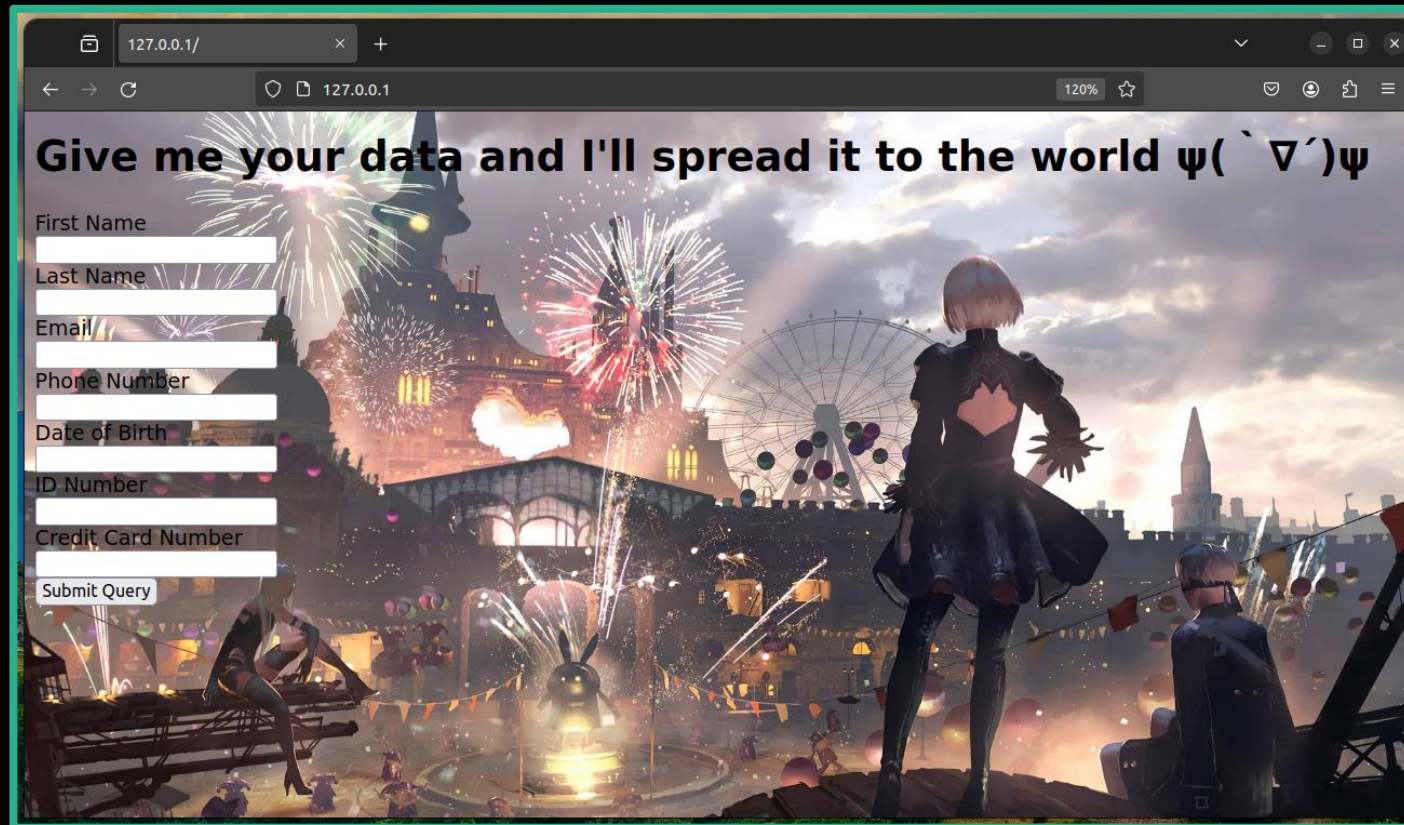 127.0.0.1/
127.0.0.1
120%
Give me your data and I'll spread it to the world ψ(｀∇´)ψ
First Name
Last Name
Email
Phone Number
Date of Birth
ID Number
Credit Card Number
Submit Query